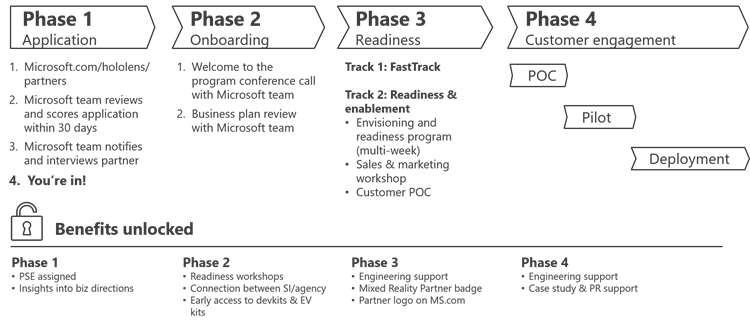 Phase 1
Application
1. Microsoft.com/hololens/
partners
2. Microsoft team reviews
and scores application
within 30 days
3. Microsoft team notifies
and interviews partner
4. You're in!
Phase 2
Onboarding
1. Welcome to the
program conference call
with Microsoft team
2. Business plan review
with Microsoft team
Phase 3
Readiness
Track 1: FastTrack
Track 2: Readiness &
enablement
• Envisioning and
readiness program
(multi-week)
• Sales & marketing
workshop
• Customer POC
Phase 4
Customer engagement
POC
Pilot
Deployment
Benefits unlocked
Phase 1
• PSE assigned
• Insights into biz directions
Phase 2
• Readiness workshops
• Connection between SI/agency
• Early access to devkits & EV
kits
Phase 3
• Engineering support
• Mixed Reality Partner badge
• Partner logo on MS.com
Phase 4
• Engineering support
• Case study & PR support